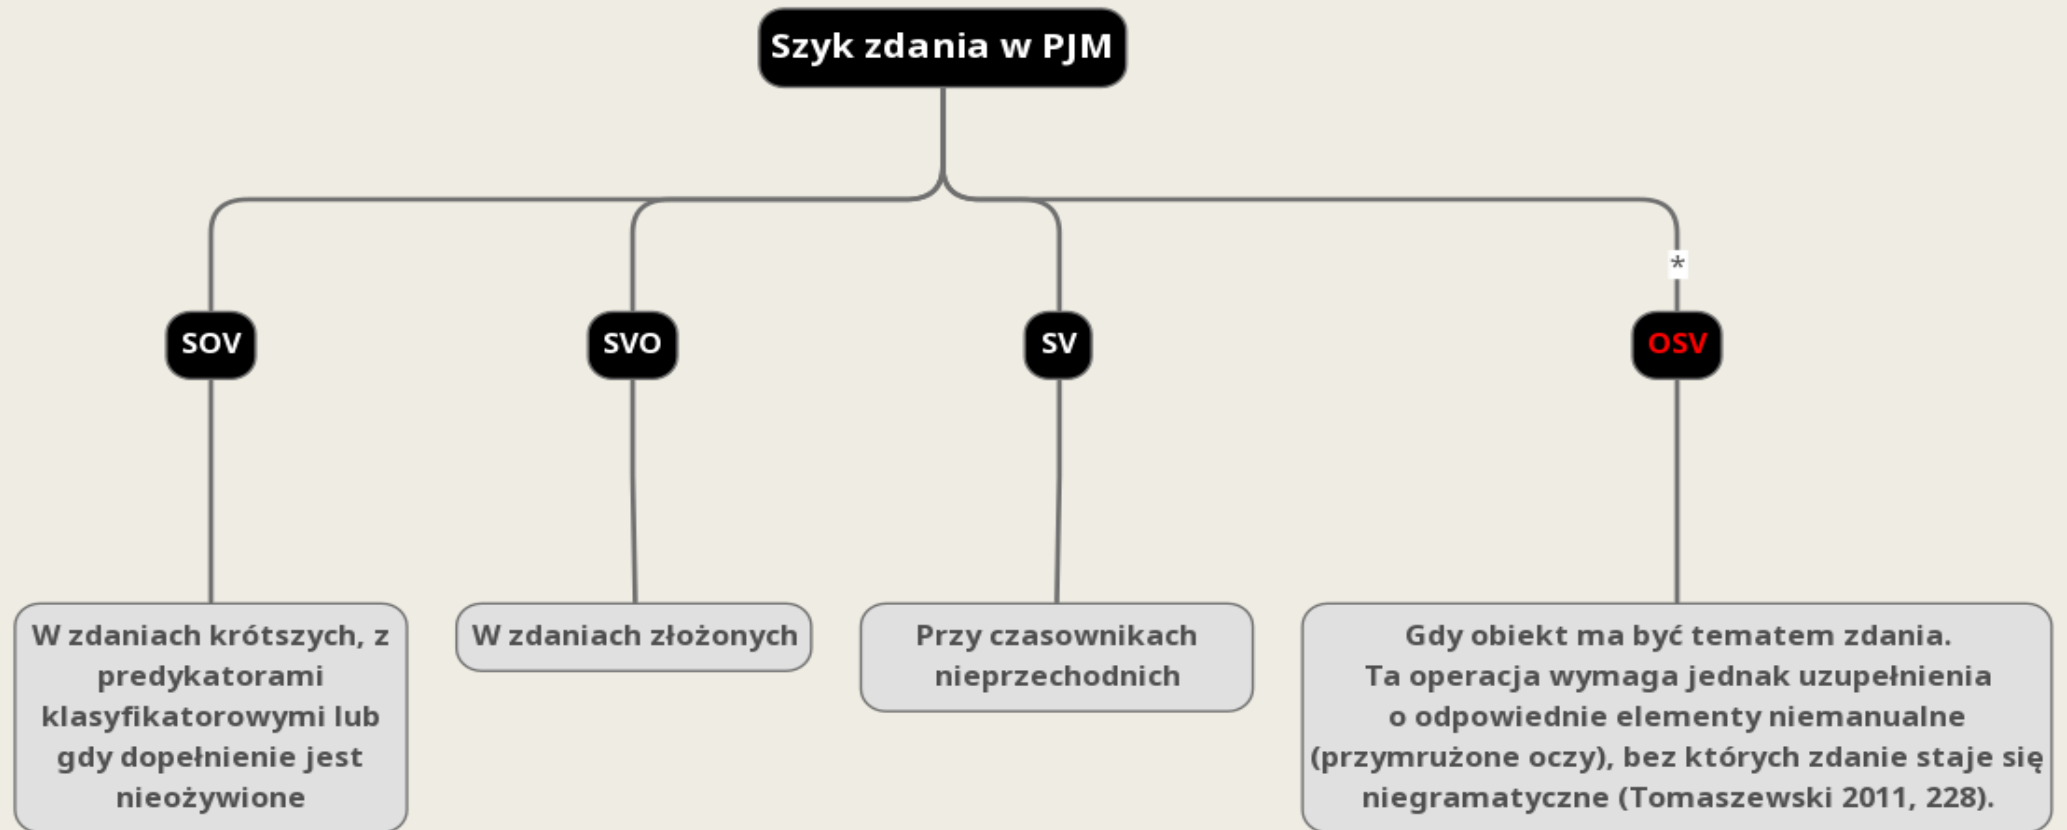 Szyk zdania w PJM
*
SOV
SVO
SV
OSV
W zdaniach krótszych, z
predykatorami
klasyfikatorowymi lub
gdy dopełnienie jest
nieożywione
W zdaniach złożonych
Przy czasownikach
nieprzechodnich
Gdy obiekt ma być tematem zdania.
Ta operacja wymaga jednak uzupełnienia
o odpowiednie elementy niemanualne
(przymrużone oczy), bez których zdanie staje się
niegramatyczne (Tomaszewski 2011, 228).